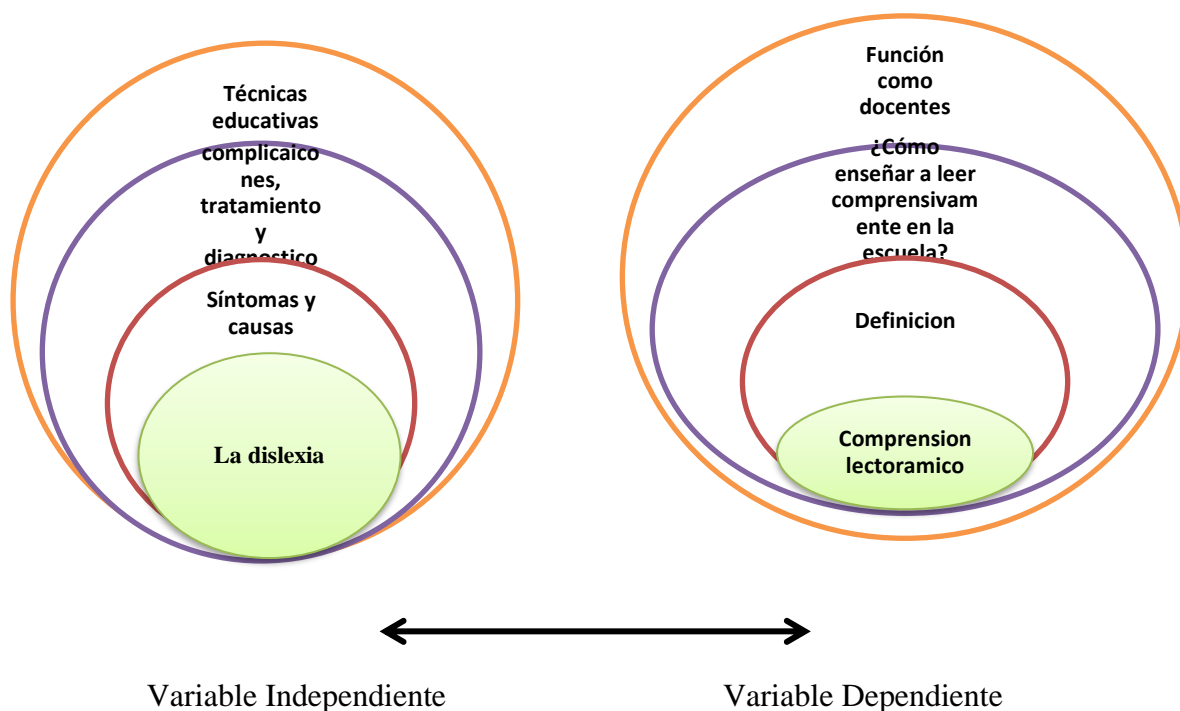 Técnicas
educativas
complicaico
nes,
tratamiento
y
diagnostico
Síntomas y
causas
La dislexia
Función
como
docentes
¿Cómo
enseñar a leer
comprensivam
ente en la
escuela?
Definicion
Comprension
lectoramico
Variable Independiente
Variable Dependiente